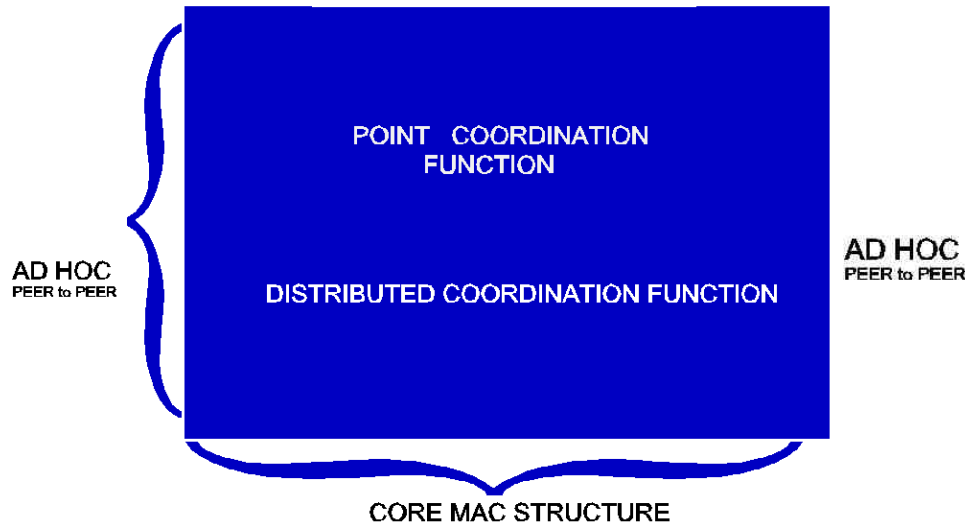 POINT COORDINATION
FUNCTION
AD HOC
PEER to PEER
DISTRIBUTED COORDINATION FUNCTION
AD HOC
PEER to PEER
CORE MAC STRUCTURE